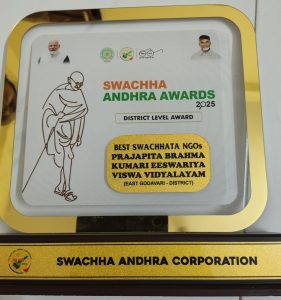 SWACHHA
ANDHRA AWARDS
2025
DISTRICT LEVEL AWARD
BEST SWACHHATA NGOs
PRAJAPITA BRAHMA
KUMARI EESWARIYA
VISWA VIDYALAYAM
(EAST GODAVARI - DISTRICT)
SWACHHA ANDHRA CORPORATION